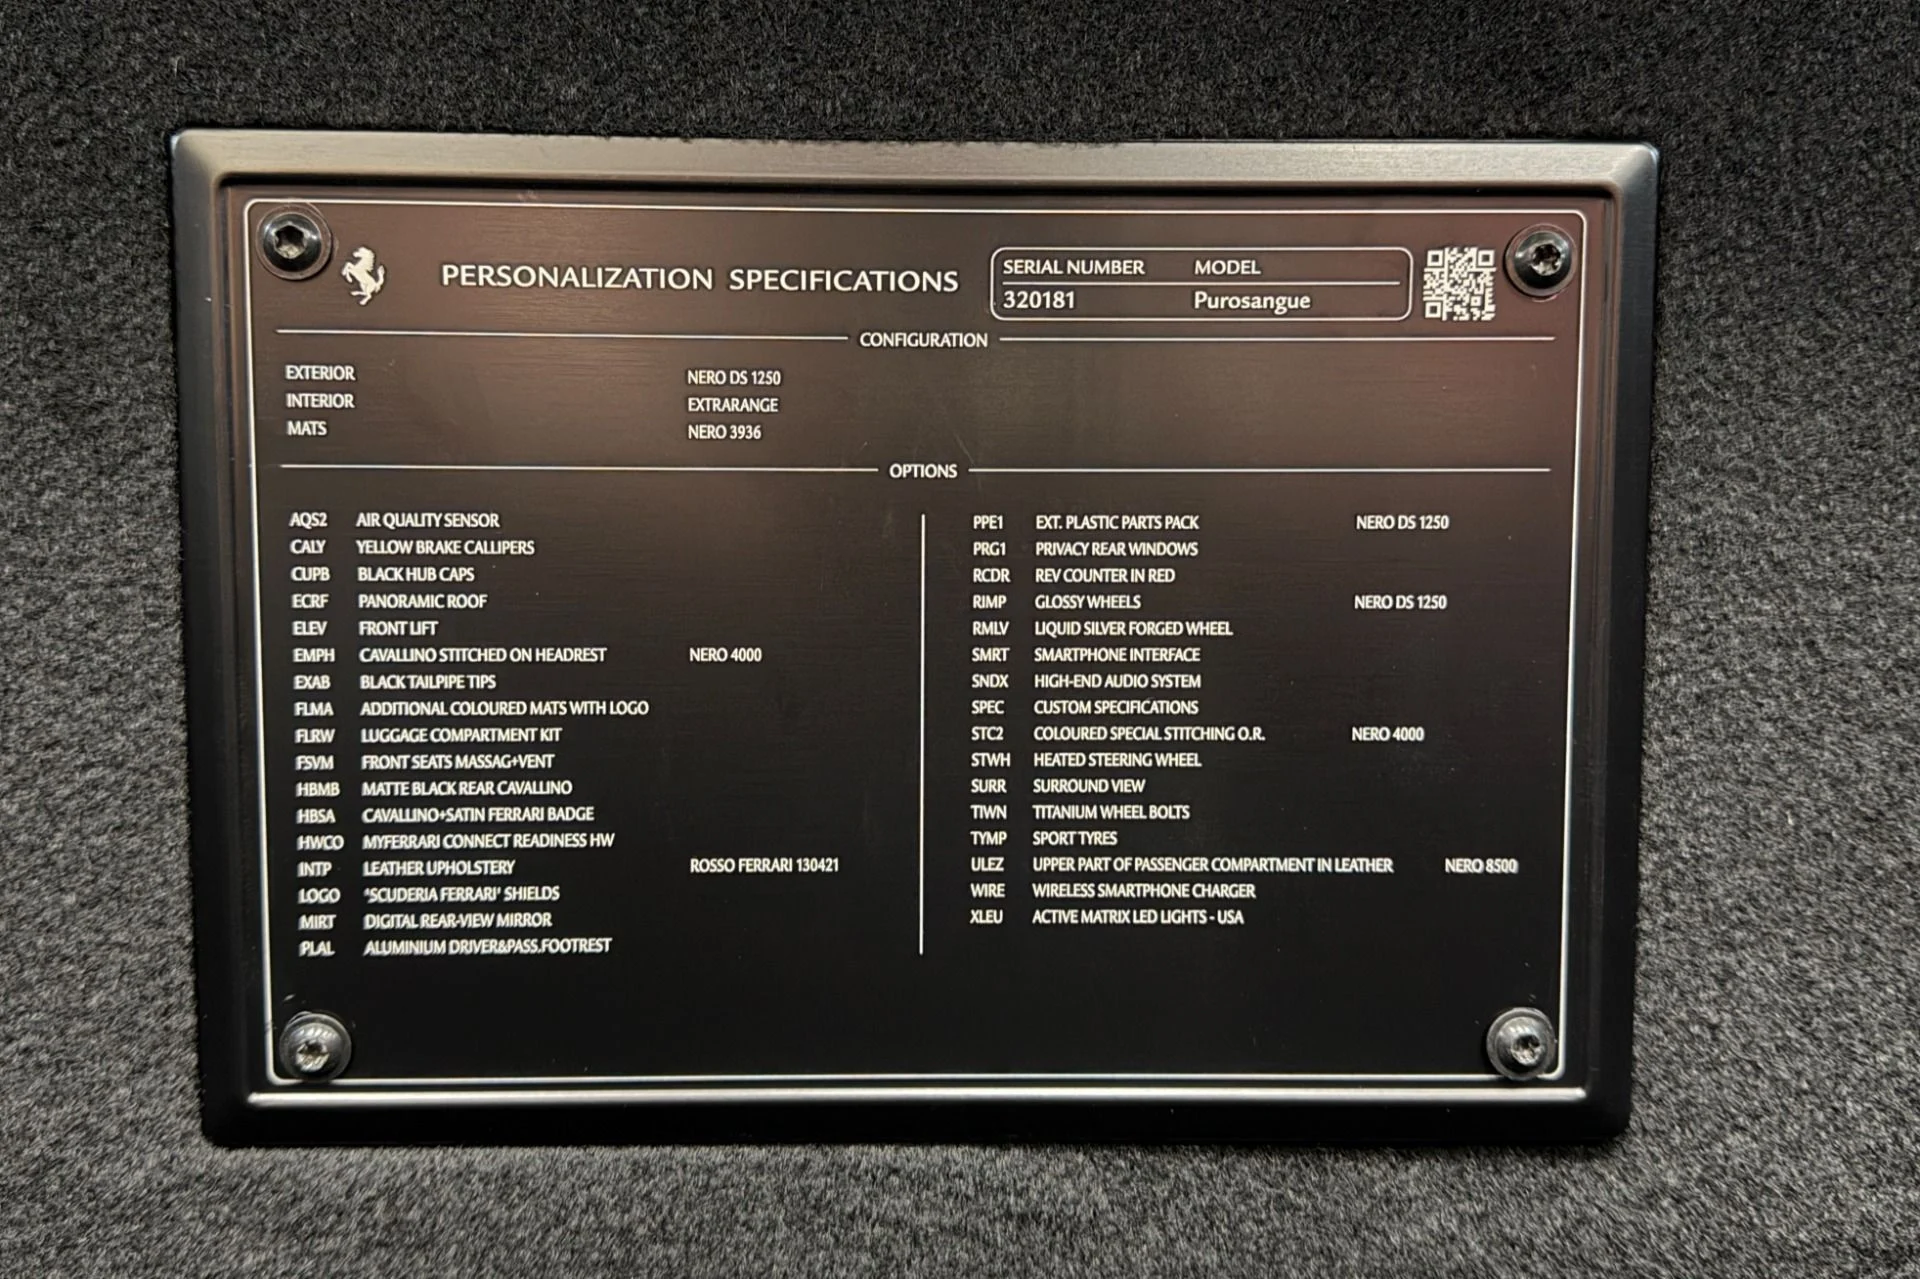 PERSONALIZATION SPECIFICATIONS
SERIAL NUMBER MODEL
320181 Purosangue
CONFIGURATION
EXTERIOR NERO DS 1250
INTERIOR EXTRARANGE
MATS NERO 3936
OPTIONS
AQS2 AIR QUALITY SENSOR
CALY YELLOW BRAKE CALLIPERS
CUPB BLACK HUB CAPS
ECRF PANORAMIC ROOF
ELEV FRONT LIFT
EMPH CAVALLINO STITCHED ON HEADREST NERO 4000
EXAB BLACK TAILPIPE TIPS
FLMA ADDITIONAL COLOURED MATS WITH LOGO
FLRW LUGGAGE COMPARTMENT KIT
FSVM FRONT SEATS MASSAG+VENT
HBMB MATTE BLACK REAR CAVALLINO
HBSA CAVALLINO+SATIN FERRARI BADGE
HWCO MYFERRARI CONNECT READINESS HW
INTP LEATHER UPHOLSTERY ROSSO FERRARI 130421
LOGO 'SCUDERIA FERRARI' SHIELDS
MIRT DIGITAL REAR-VIEW MIRROR
PLAL ALUMINIUM DRIVER&PASS.FOOTREST
PPE1 EXT. PLASTIC PARTS PACK NERO DS 1250
PRG1 PRIVACY REAR WINDOWS
RCDR REV COUNTER IN RED
RIMP GLOSSY WHEELS NERO DS 1250
RMLV LIQUID SILVER FORGED WHEEL
SMRT SMARTPHONE INTERFACE
SNDX HIGH-END AUDIO SYSTEM
SPEC CUSTOM SPECIFICATIONS
STC2 COLOURED SPECIAL STITCHING O.R. NERO 4000
STWH HEATED STEERING WHEEL
SURR SURROUND VIEW
TIWN TITANIUM WHEEL BOLTS
TYMP SPORT TYRES
ULEZ UPPER PART OF PASSENGER COMPARTMENT IN LEATHER NERO 8500
WIRE WIRELESS SMARTPHONE CHARGER
XLEU ACTIVE MATRIX LED LIGHTS - USA